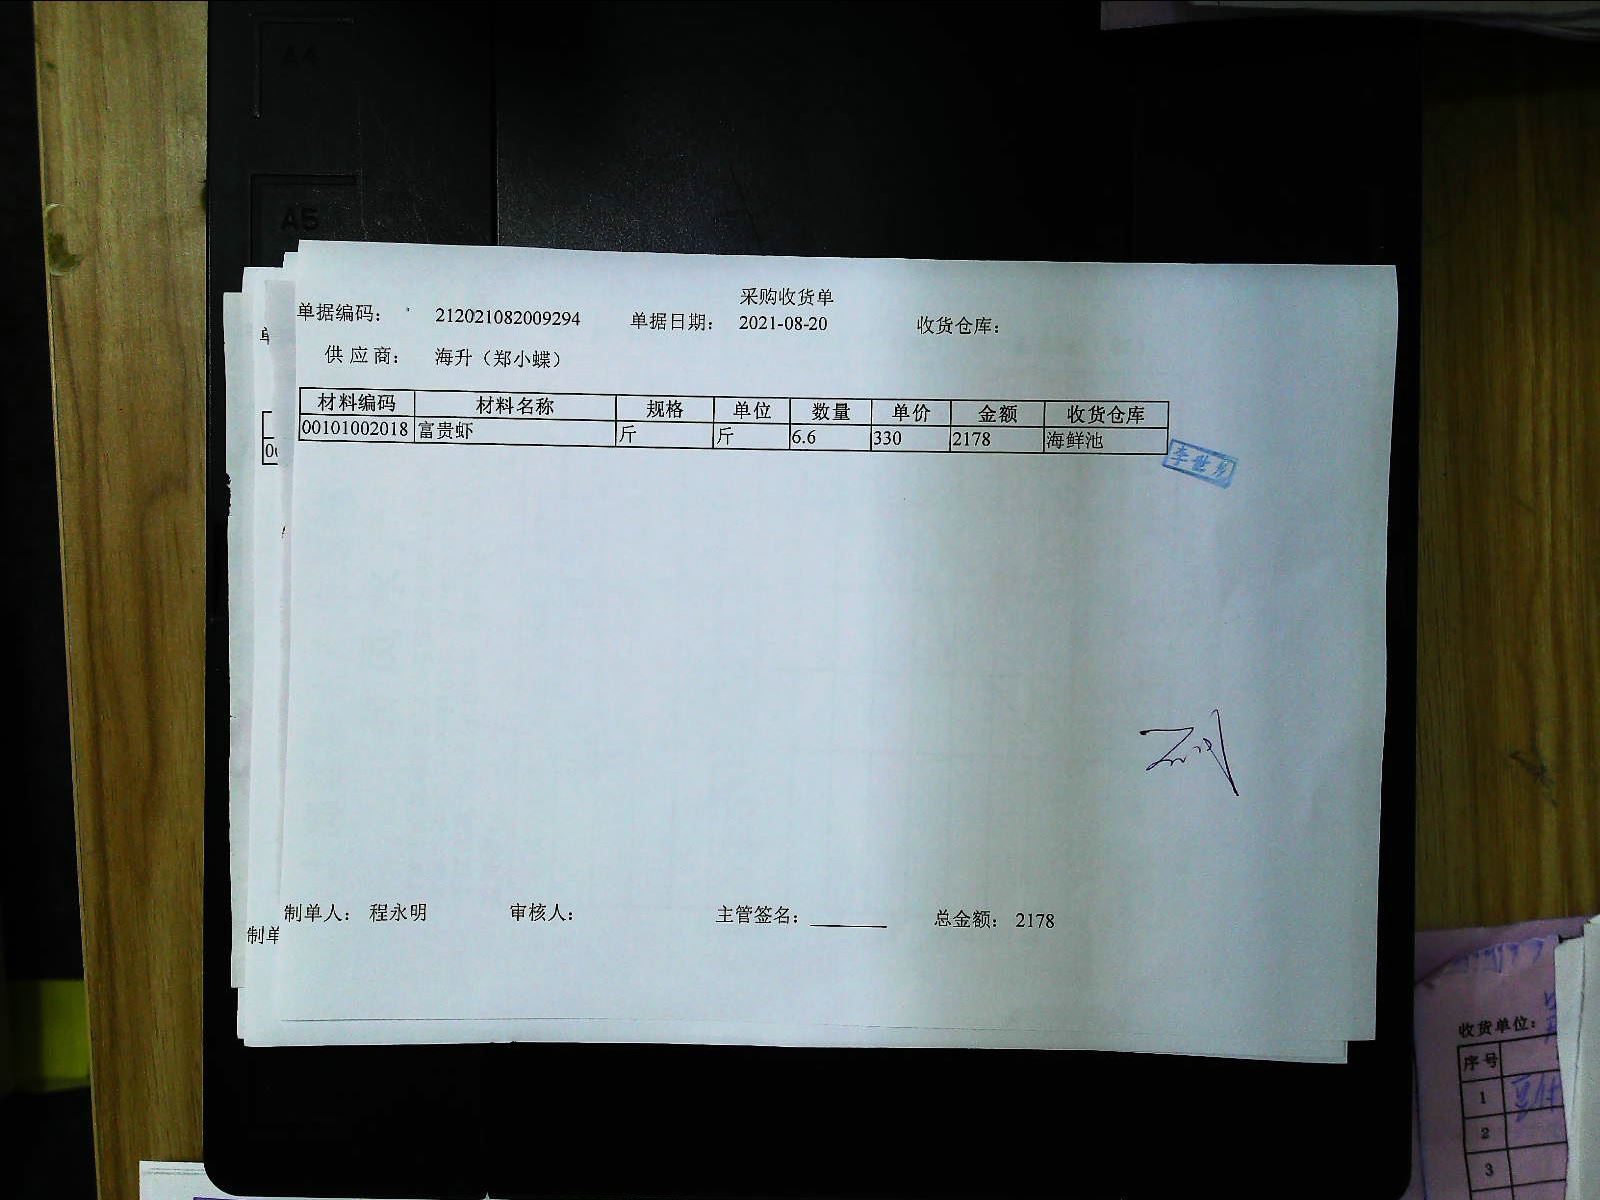 A4
A5
采购收货单
单据编码： 212021082009294 单据日期： 2021-08-20 收货仓库：
供应商： 海升（郑小蝶）
材料编码 材料名称 规格 单位 数量 单价 金额 收货仓库
00101002018 富贵虾 斤 斤 6.6 330 2178 海鲜池
制单人： 程永明 审核人： 主管签名： 总金额： 2178
制单
收货单位：
序号
1
2
3